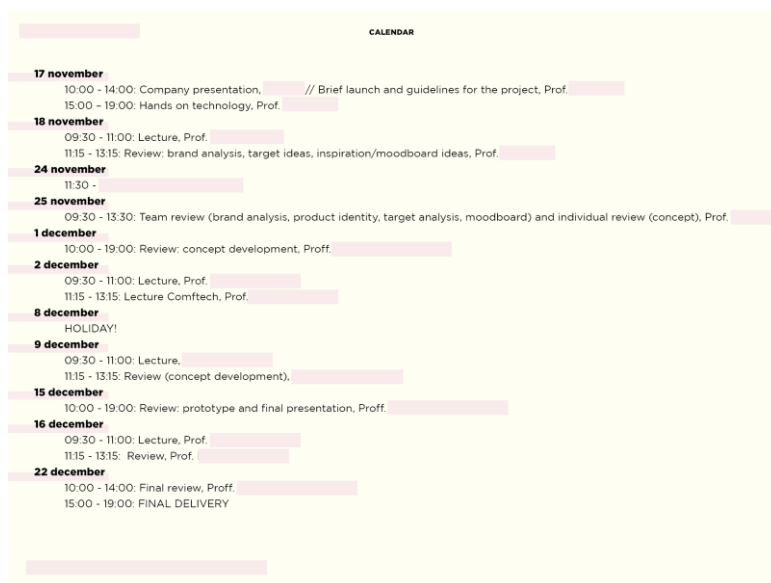 CALENDAR
17 november
10:00 - 14:00: Company presentation, // Brief launch and guidelines for the project, Prof.
15:00 – 19:00: Hands on technology, Prof.
18 november
09:30 - 11:00: Lecture, Prof.
11:15 - 13:15: Review: brand analysis, target ideas, inspiration/moodboard ideas, Prof.
24 november
11:30 -
25 november
09:30 - 13:30: Team review (brand analysis, product identity, target analysis, moodboard) and individual review (concept), Prof.
1 december
10:00 - 19:00: Review: concept development, Proff.
2 december
09:30 - 11:00: Lecture, Prof.
11:15 - 13:15: Lecture Comftech, Prof.
8 december
HOLIDAY!
9 december
09:30 - 11:00: Lecture,
11:15 - 13:15: Review (concept development),
15 december
10:00 - 19:00: Review: prototype and final presentation, Proff.
16 december
09:30 - 11:00: Lecture, Prof.
11:15 - 13:15: Review, Prof.
22 december
10:00 - 14:00: Final review, Proff.
15:00 - 19:00: FINAL DELIVERY